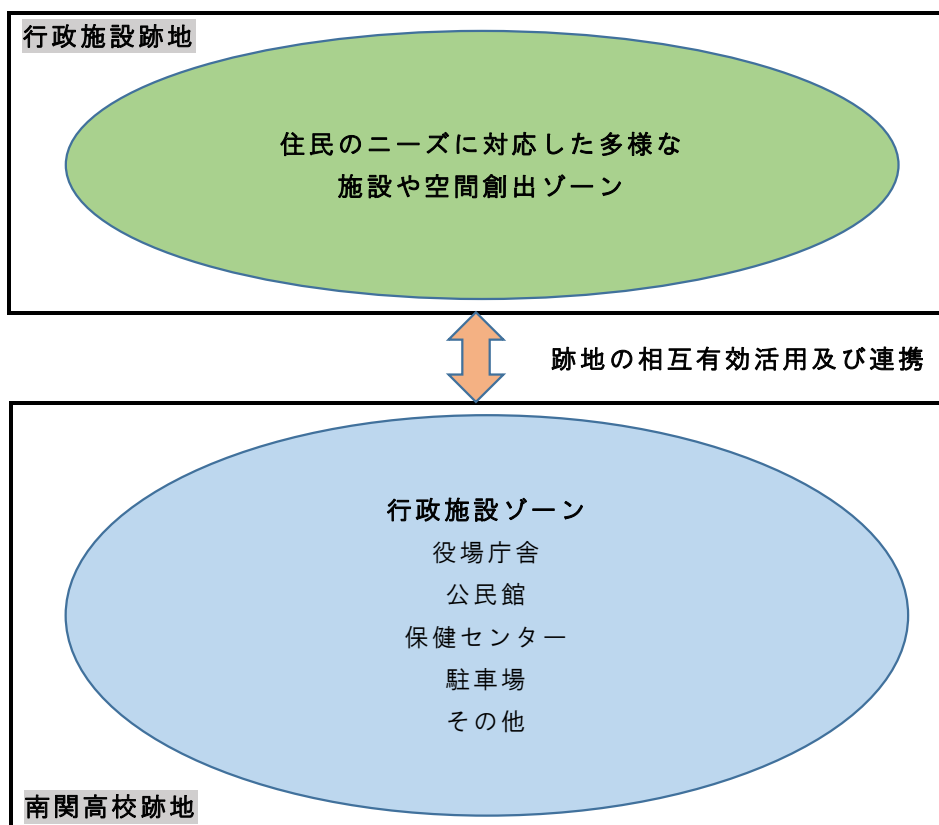 行政施設跡地
住民のニーズに対応した多様な
施設や空間創出ゾーン
跡地の相互有効活用及び連携
行政施設ゾーン
役場庁舎
公民館
保健センター
駐車場
その他
南関高校跡地